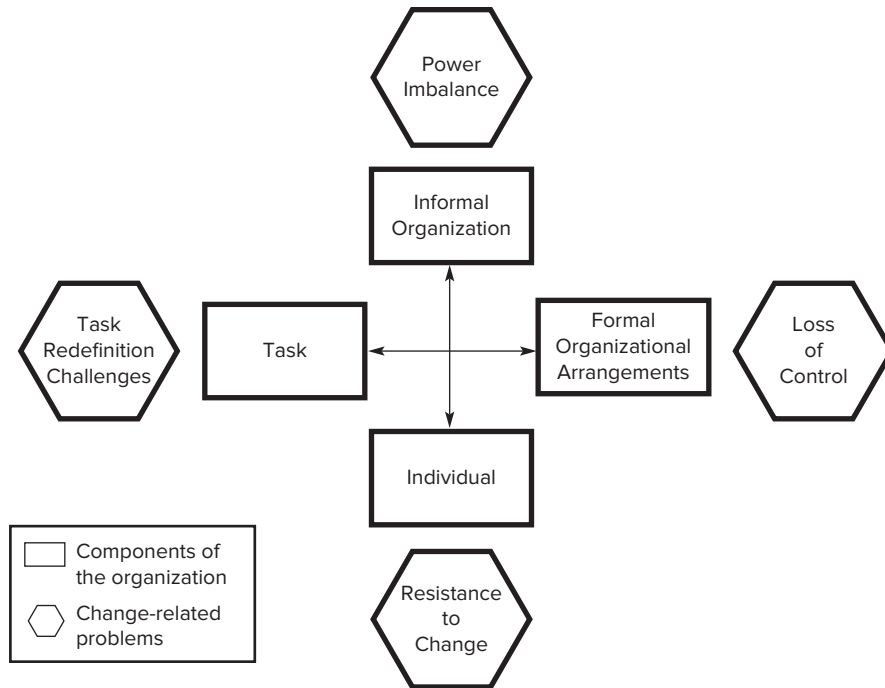 Power
Imbalance
Informal
Organization
Task
Redefinition
Challenges
Task
Formal
Organizational
Arrangements
Loss
of
Control
Individual
Components of
the organization
Change-related
problems
Resistance
to
Change